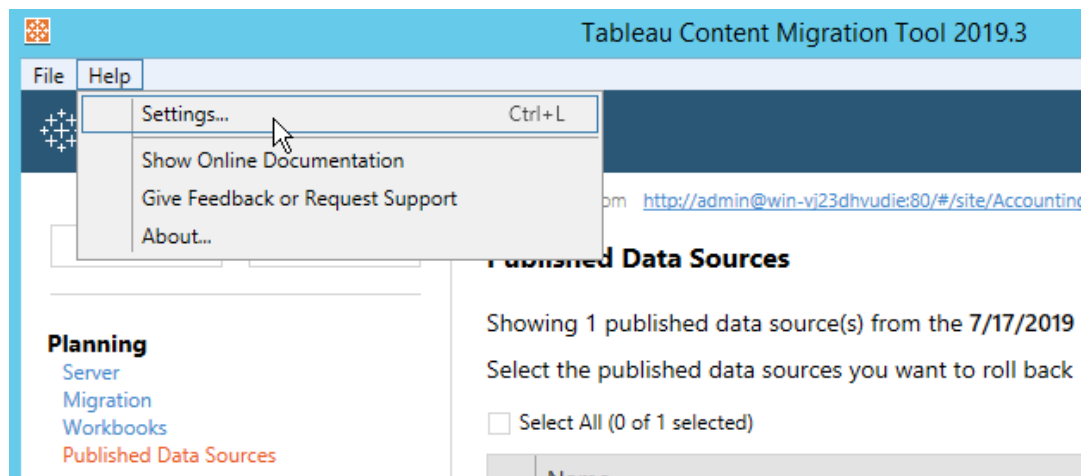 Tableau Content Migration Tool 2019.3
File Help
Settings... Ctrl+L
Show Online Documentation
Give Feedback or Request Support
About...
http://admin@win-vj23dhvudie:80/#/site/Accounting
Published Data Sources
Showing 1 published data source(s) from the 7/17/2019
Select the published data sources you want to roll back
Select All (0 of 1 selected)
Name
Planning
Server
Migration
Workbooks
Published Data Sources